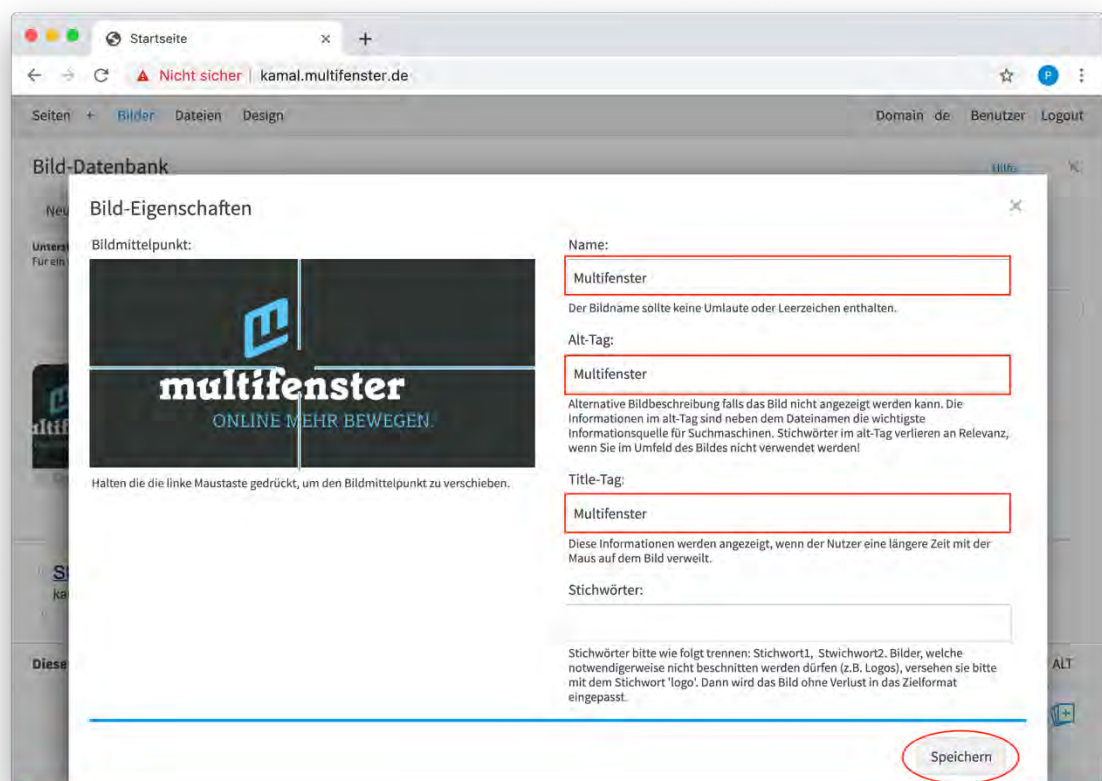 Startseite
Nicht sicher | kamal.multifenster.de
P
Seiten + Bilder Dateien Design Domain de Benutzer Logout
Bild-Datenbank
Hilfe
Neu
Bild-Eigenschaften
Unterst
Für ein
Bildmittelpunkt:
multifenster
ONLINE MEHR BEWEGEN.
Halten die die linke Maustaste gedrückt, um den Bildmittelpunkt zu verschieben.
Name:
Multifenster
Der Bildname sollte keine Umlaute oder Leerzeichen enthalten.
Alt-Tag:
Multifenster
Alternative Bildbeschreibung falls das Bild nicht angezeigt werden kann. Die
Informationen im alt-Tag sind neben dem Dateinamen die wichtigste
Informationsquelle für Suchmaschinen. Stichwörter im alt-Tag verlieren an Relevanz,
wenn Sie im Umfeld des Bildes nicht verwendet werden!
Title-Tag:
Multifenster
Diese Informationen werden angezeigt, wenn der Nutzer eine längere Zeit mit der
Maus auf dem Bild verweilt.
Stichwörter:
Stichwörter bitte wie folgt trennen: Stichwort1, Stwichwort2. Bilder, welche
notwendigerweise nicht beschnitten werden dürfen (z.B. Logos), versehen sie bitte
mit dem Stichwort 'logo'. Dann wird das Bild ohne Verlust in das Zielformat
eingepasst.
Diese
ALT
Speichern